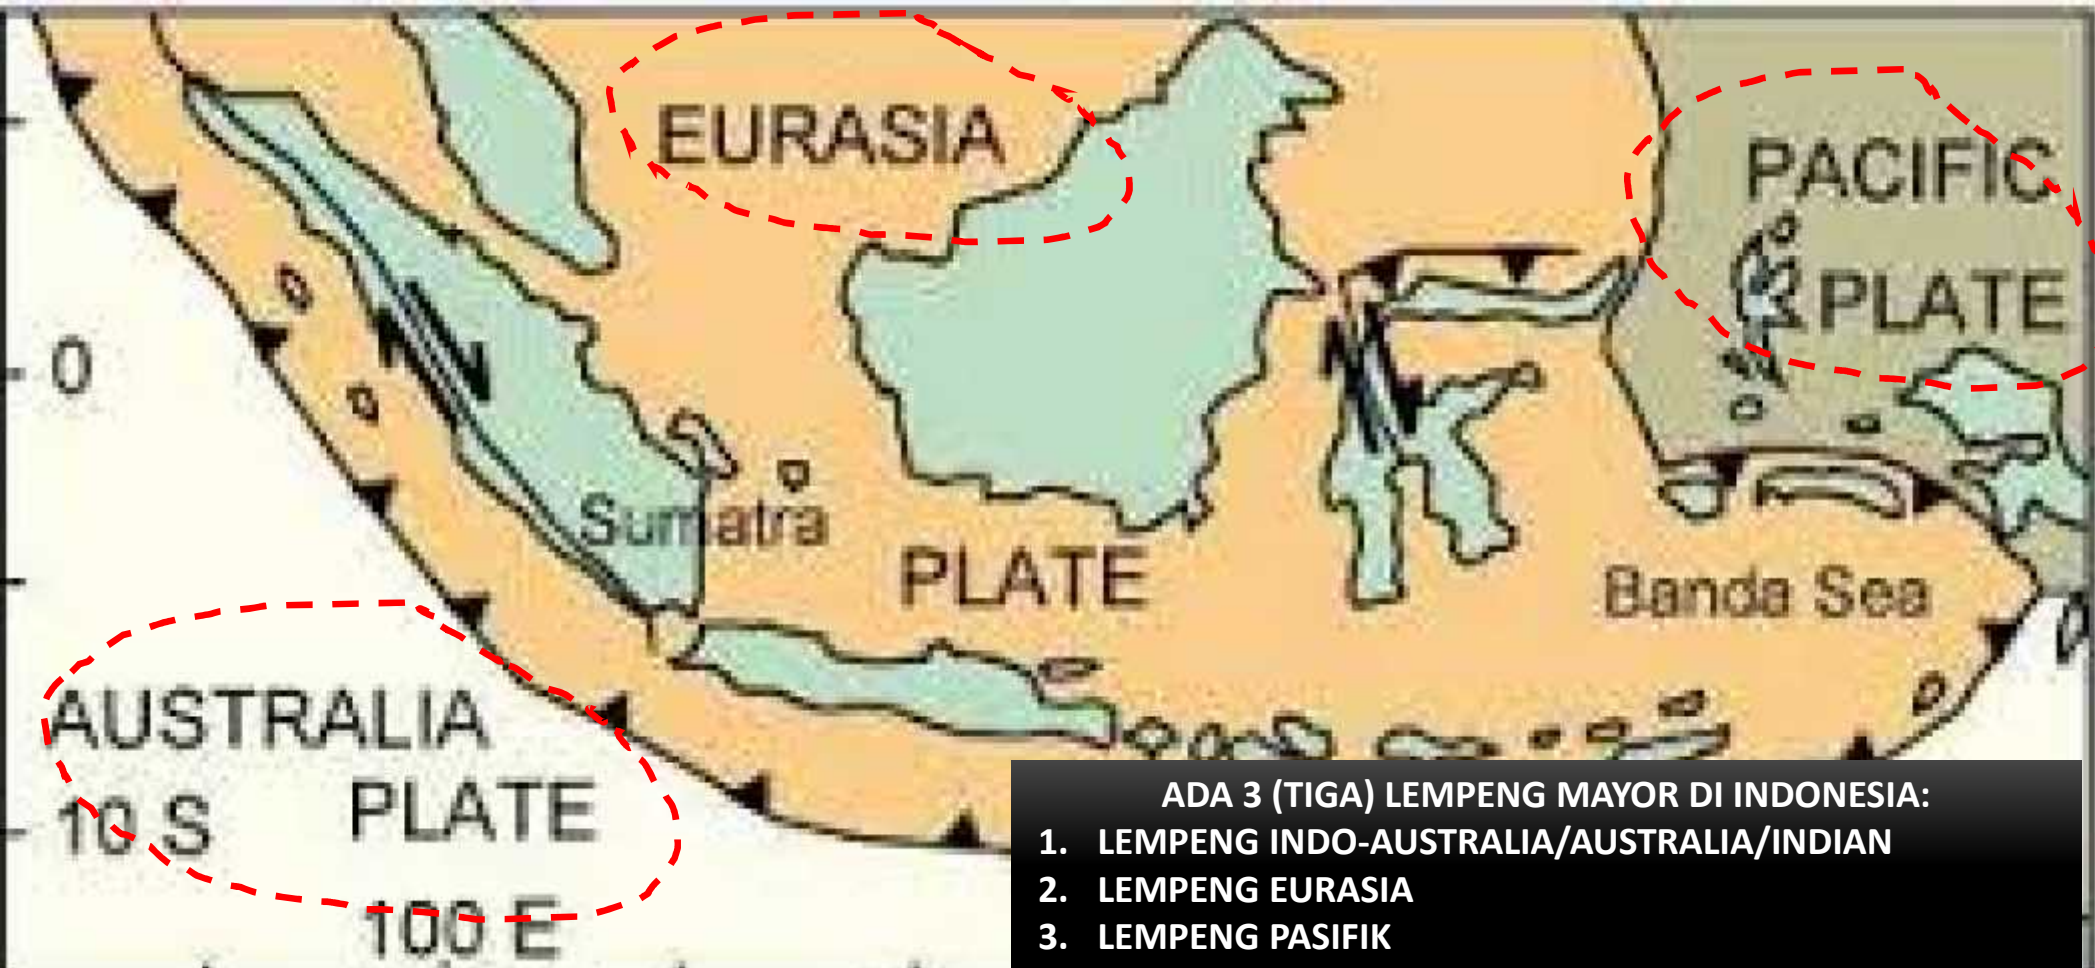 EURASIA
PACIFIC
PLATE
0
Sumatra
PLATE
Banda Sea
AUSTRALIA
10 S PLATE
100 E
ADA 3 (TIGA) LEMPENG MAYOR DI INDONESIA:
1. LEMPENG INDO-AUSTRALIA/AUSTRALIA/INDIAN
2. LEMPENG EURASIA
3. LEMPENG PASIFIK